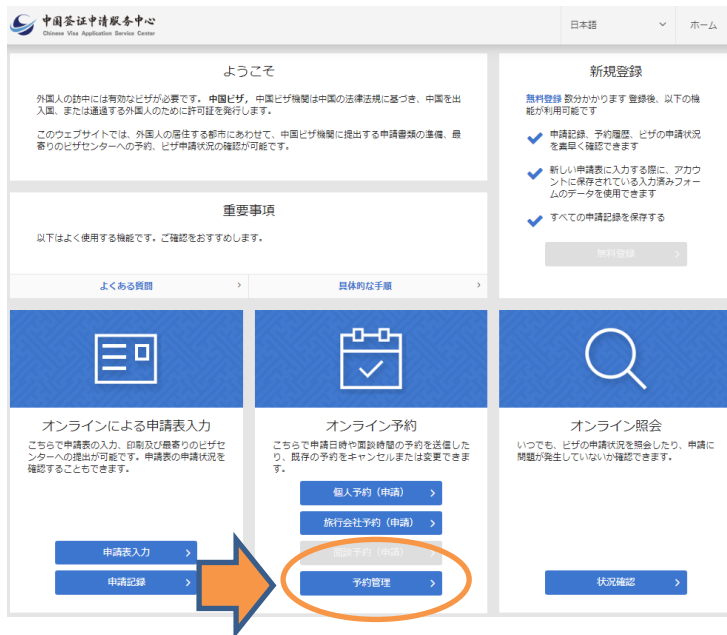 中国签证申请服务中心
Chinese Visa Application Service Center
日本語
ホーム
ようこそ
外国人の訪中には有効なビザが必要です。 中国ビザ, 中国ビザ機関は中国の法律法規に基づき、中国を出
入国、または通過する外国人のために許可証を発行します。
このウェブサイトでは、外国人の居住する都市にあわせて、中国ビザ機関に提出する申請書類の準備、最
寄りのビザセンターへの予約、ビザ申請状況の確認が可能です。
重要事項
以下はよく使用する機能です。ご確認をおすすめします。
よくある質問
具体的な手順
新規登録
無料登録 数分かかります 登録後、以下の機
能が利用可能です
申請記録、予約履歴、ビザの申請状況
を素早く確認できます
新しい申請表に入力する際に、アカウ
ントに保存されている入力済みフォー
ムのデータを使用できます
すべての申請記録を保存する
無料登録
オンラインによる申請表入力
こちらで申請表の入力、印刷及び最寄りのビザセ
ンターへの提出が可能です。申請表の申請状況を
確認することもできます。
申請表入力
申請記録
オンライン予約
こちらで申請日時や面談時間の予約を送信した
り、既存の予約をキャンセルまたは変更できま
す。
個人予約（申請）
旅行会社予約（申請）
面談予約（申請）
予約管理
オンライン照会
いつでも、ビザの申請状況を照会したり、申請に
問題が発生していないか確認できます。
状況確認